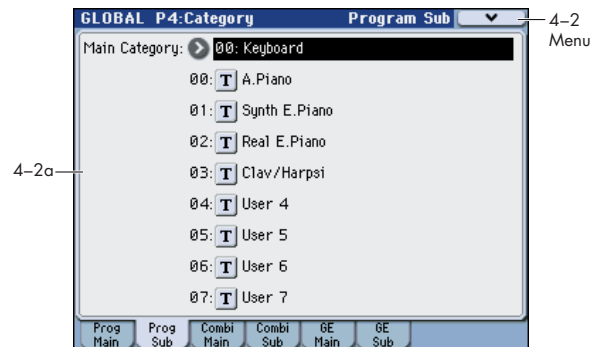 GLOBAL P4:Category Program Sub
4–2
Menu
Main Category: 00: Keyboard
00: T A.Piano
01: T Synth E.Piano
02: T Real E.Piano
4–2a
03: T Clav/Harpsi
04: T User 4
05: T User 5
06: T User 6
07: T User 7
Prog Main Prog Sub Combi Main Combi Sub GE Main GE Sub